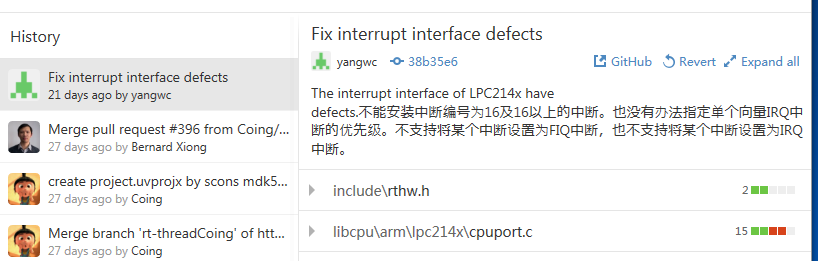 History
Fix interrupt interface defects
21 days ago by yangwc
Merge pull request #396 from Coing/...
27 days ago by Bernard Xiong
create project.uvprojx by scons mdk5...
27 days ago by Coing
Merge branch 'rt-threadCoing' of htt...
27 days ago by Coing
Fix interrupt interface defects
yangwc 38b35e6 GitHub Revert Expand all
The interrupt interface of LPC214x have
defects.不能安装中断编号为16及16以上的中断。也没有办法指定单个向量IRQ中
断的优先级。不支持将某个中断设置为FIQ中断，也不支持将某个中断设置为IRQ
中断。
include\rthw.h 2
libcpu\arm\lpc214x\cpuport.c 15